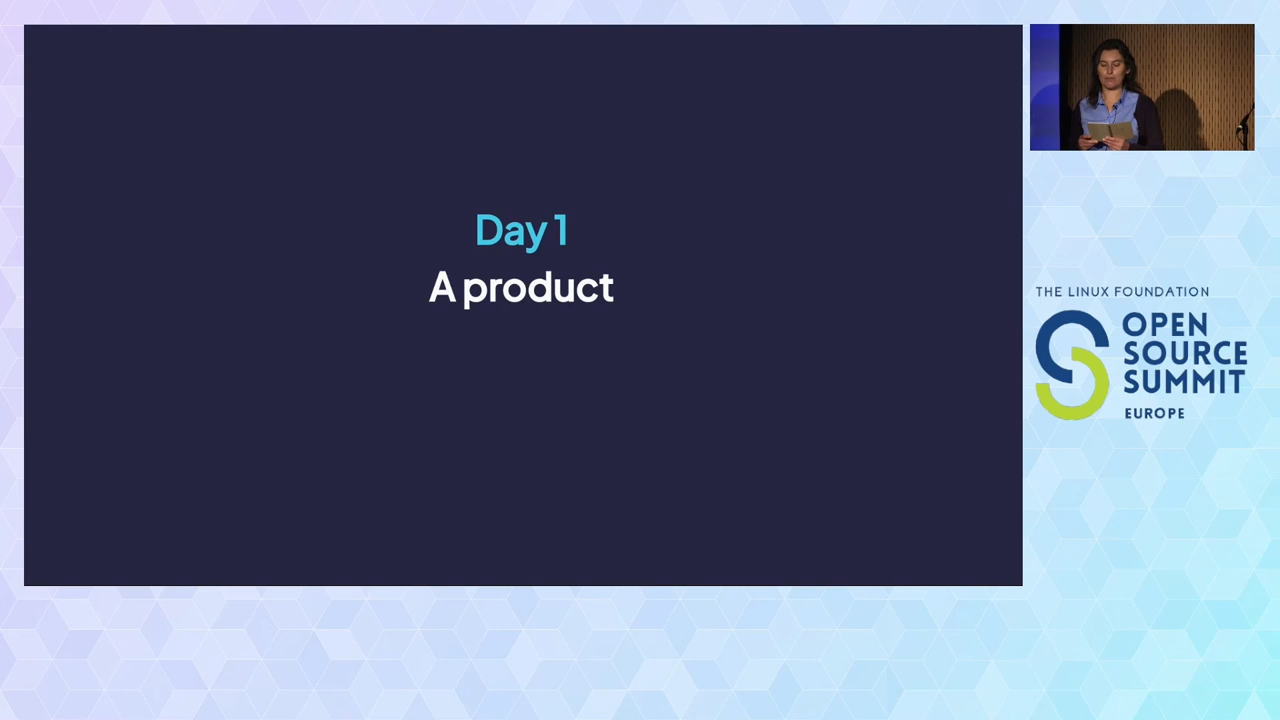 Day 1
A product
THE LINUX FOUNDATION
OPEN
SOURCE
SUMMIT
EUROPE